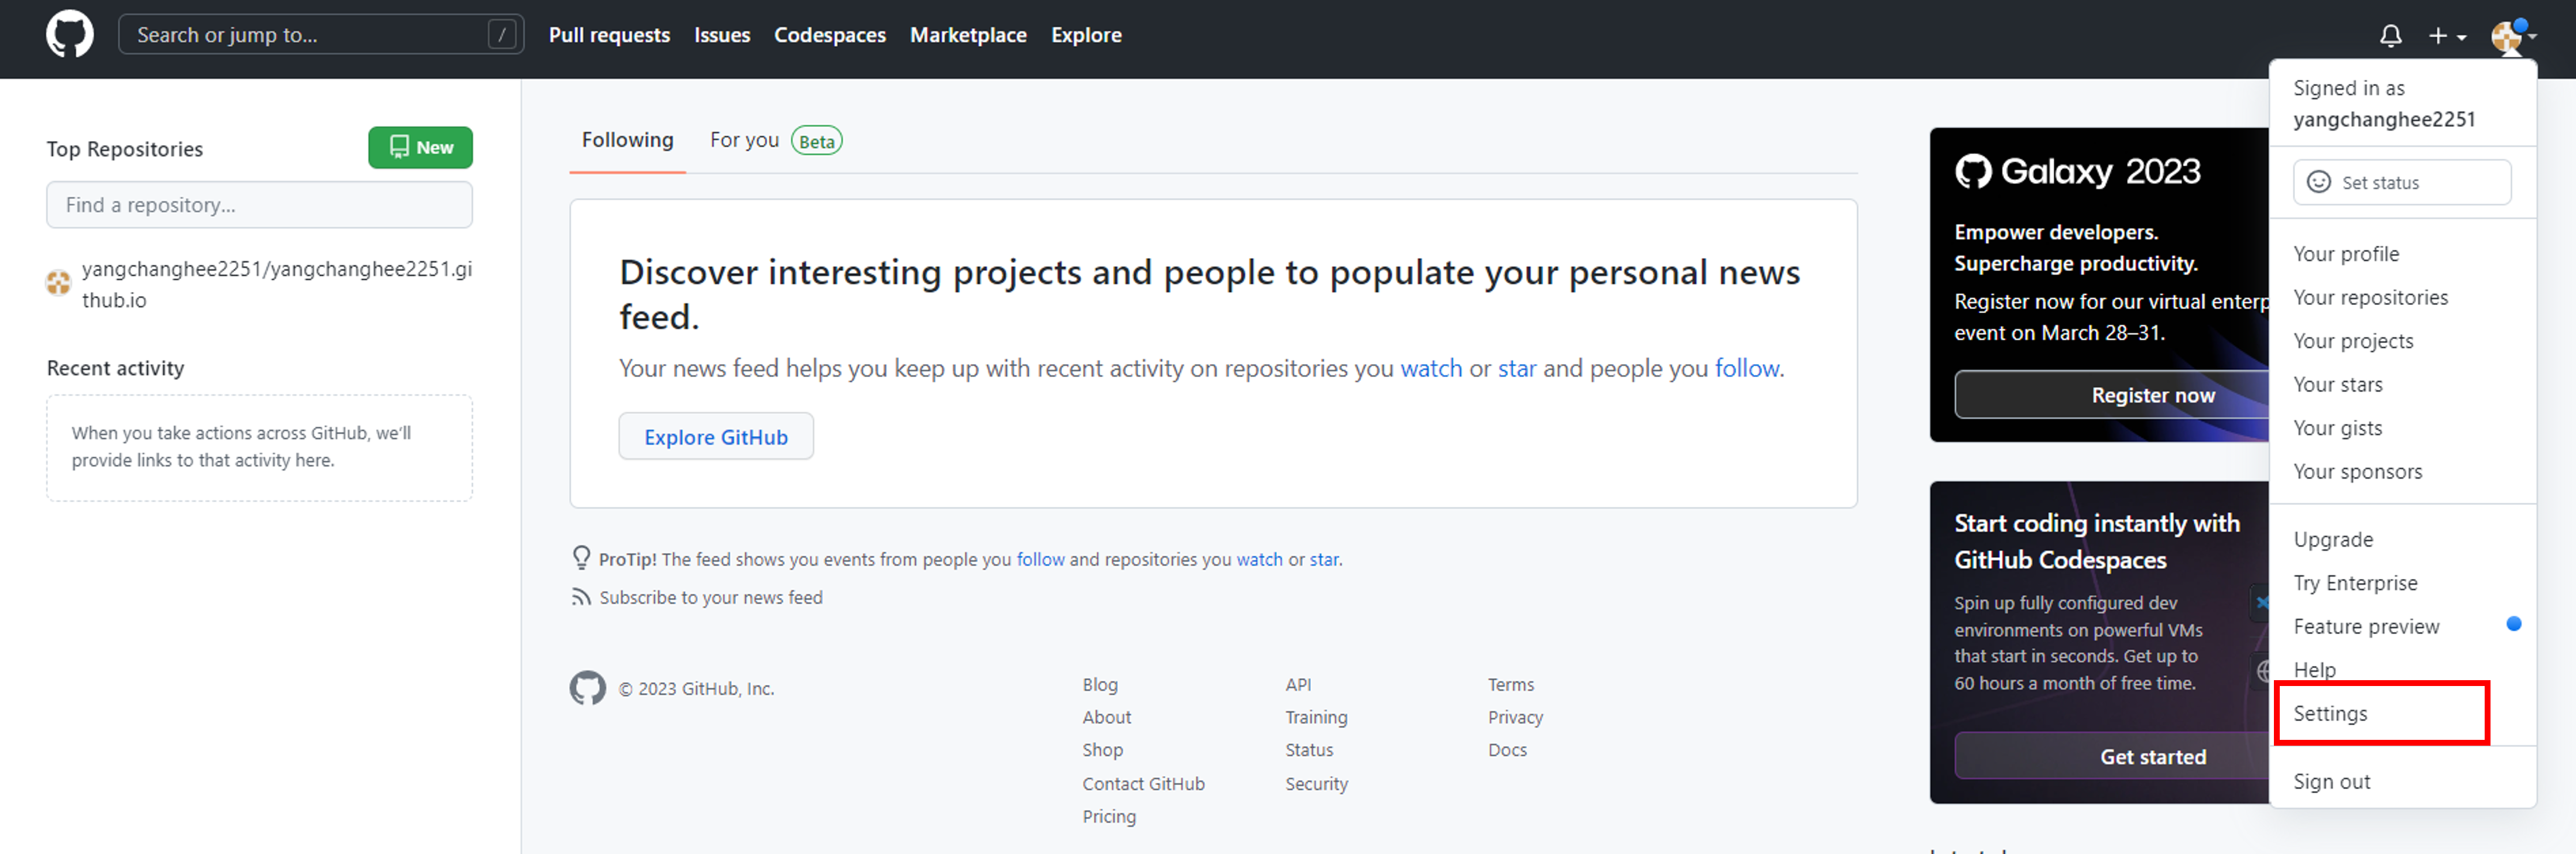 Search or jump to...
/
Pull requests
Issues
Codespaces
Marketplace
Explore
Top Repositories
New
Find a repository...
yangchanghee2251/yangchanghee2251.gi
thub.io
Recent activity
When you take actions across GitHub, we'll
provide links to that activity here.
Following
For you
Beta
Discover interesting projects and people to populate your personal news
feed.
Your news feed helps you keep up with recent activity on repositories you watch or star and people you follow.
Explore GitHub
ProTip! The feed shows you events from people you follow and repositories you watch or star.
Subscribe to your news feed
© 2023 GitHub, Inc.
Blog
About
Shop
Contact GitHub
Pricing
API
Training
Status
Security
Terms
Privacy
Docs
Galaxy 2023
Empower developers.
Supercharge productivity.
Register now for our virtual enterp
event on March 28–31.
Register now
Start coding instantly with
GitHub Codespaces
Spin up fully configured dev
environments on powerful VMs
that start in seconds. Get up to
60 hours a month of free time.
Get started
Signed in as
yangchanghee2251
Set status
Your profile
Your repositories
Your projects
Your stars
Your gists
Your sponsors
Upgrade
Try Enterprise
Feature preview
Help
Settings
Sign out